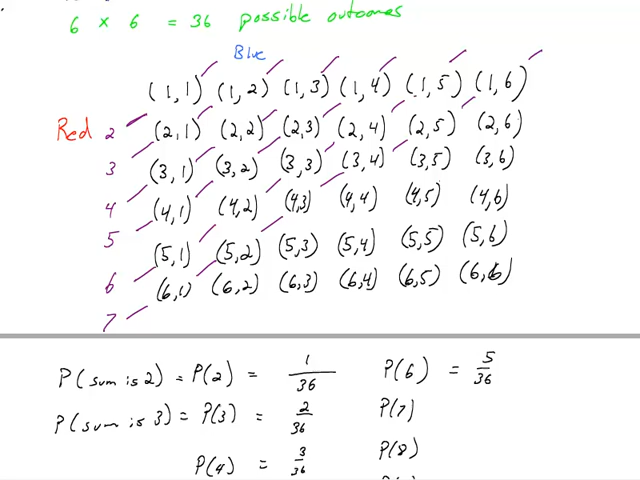 6 × 6 = 36 possible outcomes
Blue
(1,1) (1,2) (1,3) (1,4) (1,5) (1,6)
Red 2 (2,1) (2,2) (2,3) (2,4) (2,5) (2,6)
3 (3,1) (3,2) (3,3) (3,4) (3,5) (3,6)
4 (4,1) (4,2) (4,3) (4,4) (4,5) (4,6)
5 (5,1) (5,2) (5,3) (5,4) (5,5) (5,6)
6 (6,1) (6,2) (6,3) (6,4) (6,5) (6,6)
7
P(sum is 2) = P(2) = 1/36 P(6) = 5/36
P(sum is 3) = P(3) = 2/36 P(7)
P(4) = 3/36 P(8)